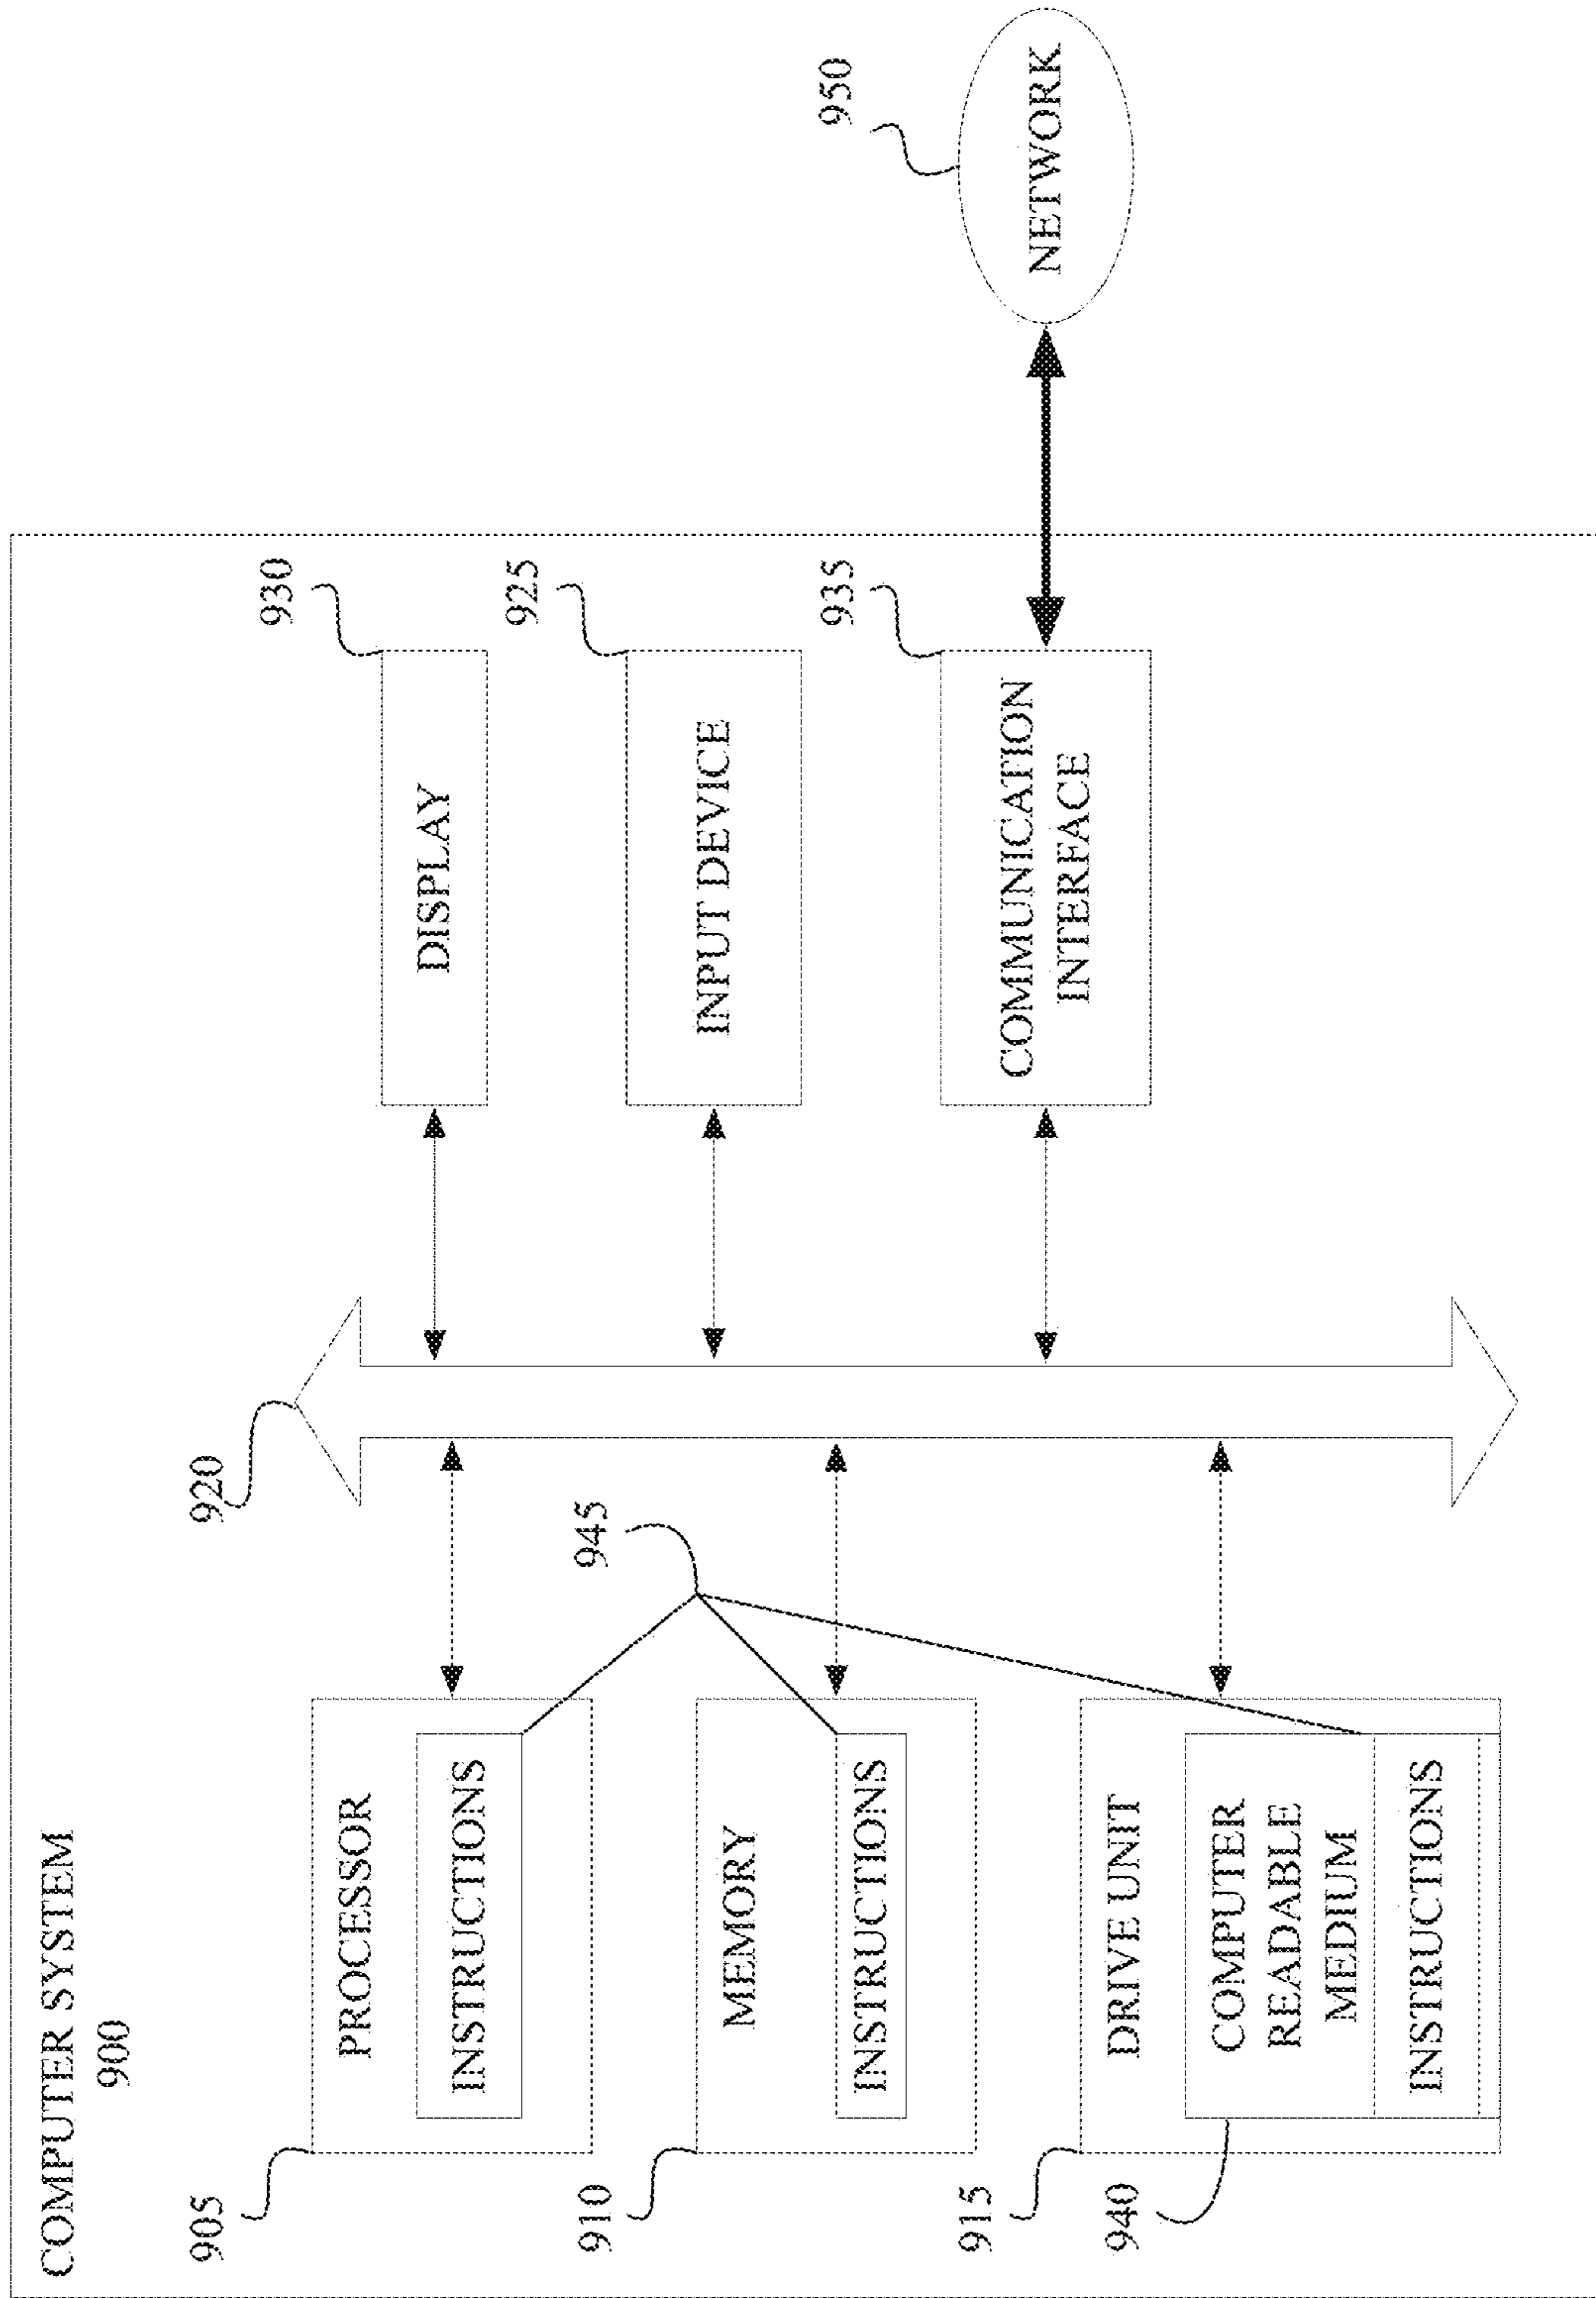 COMPUTER SYSTEM
900
905
PROCESSOR
INSTRUCTIONS
910
MEMORY
INSTRUCTIONS
915
DRIVE UNIT
940
COMPUTER
READABLE
MEDIUM
INSTRUCTIONS
945
920
930
DISPLAY
925
INPUT DEVICE
935
COMMUNICATION
INTERFACE
950
NETWORK